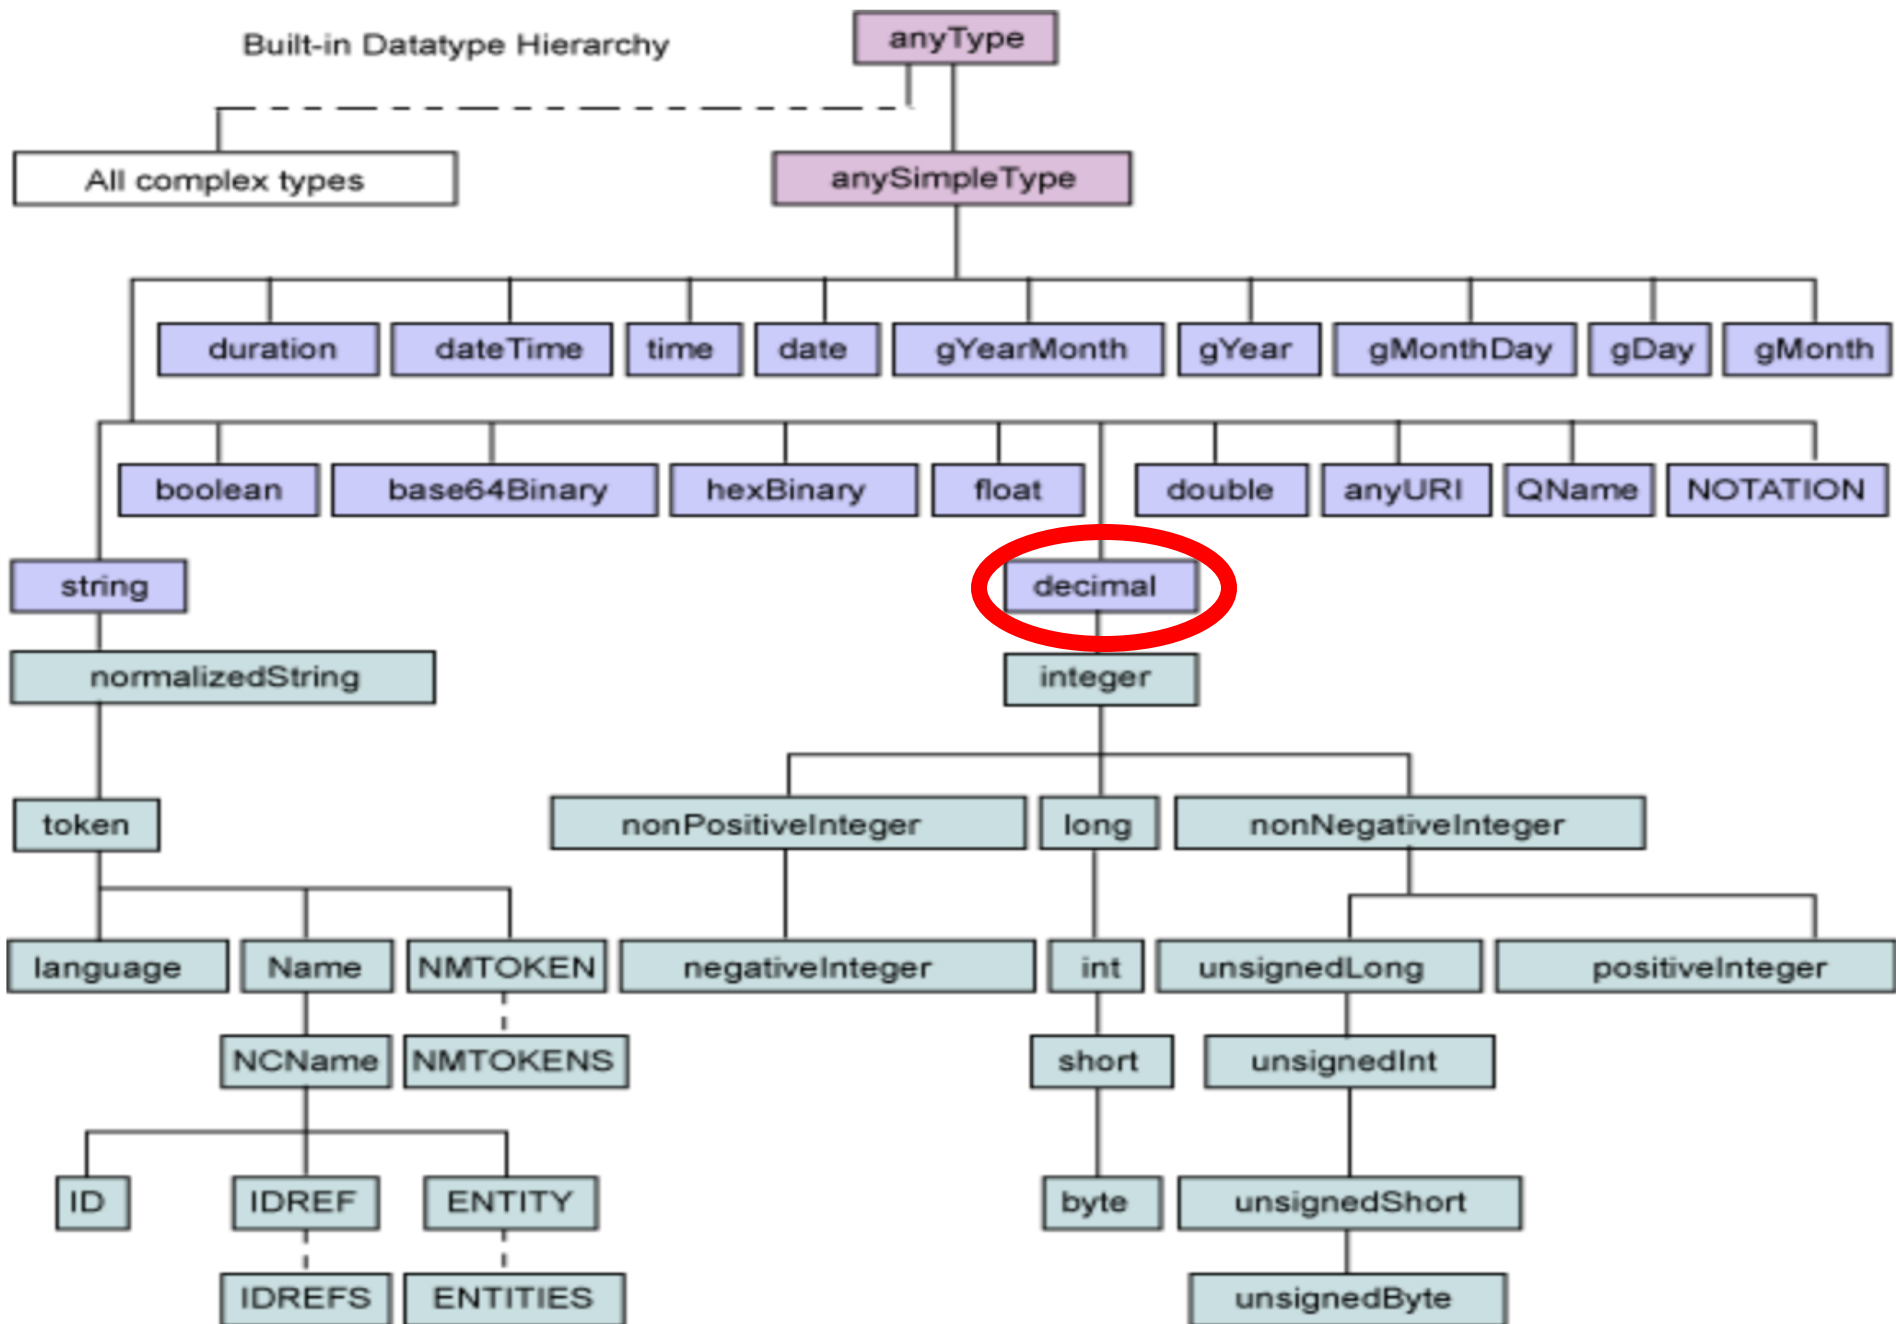 Built-in Datatype Hierarchy
anyType
All complex types
anySimpleType
duration dateTime time date gYearMonth gYear gMonthDay gDay gMonth
boolean base64Binary hexBinary float double anyURI QName NOTATION
string decimal
normalizedString integer
token nonPositiveInteger long nonNegativeInteger
language Name NMTOKEN negativeInteger int unsignedLong positiveInteger
NCName NMTOKENS short unsignedInt
ID IDREF ENTITY byte unsignedShort
IDREFS ENTITIES unsignedByte